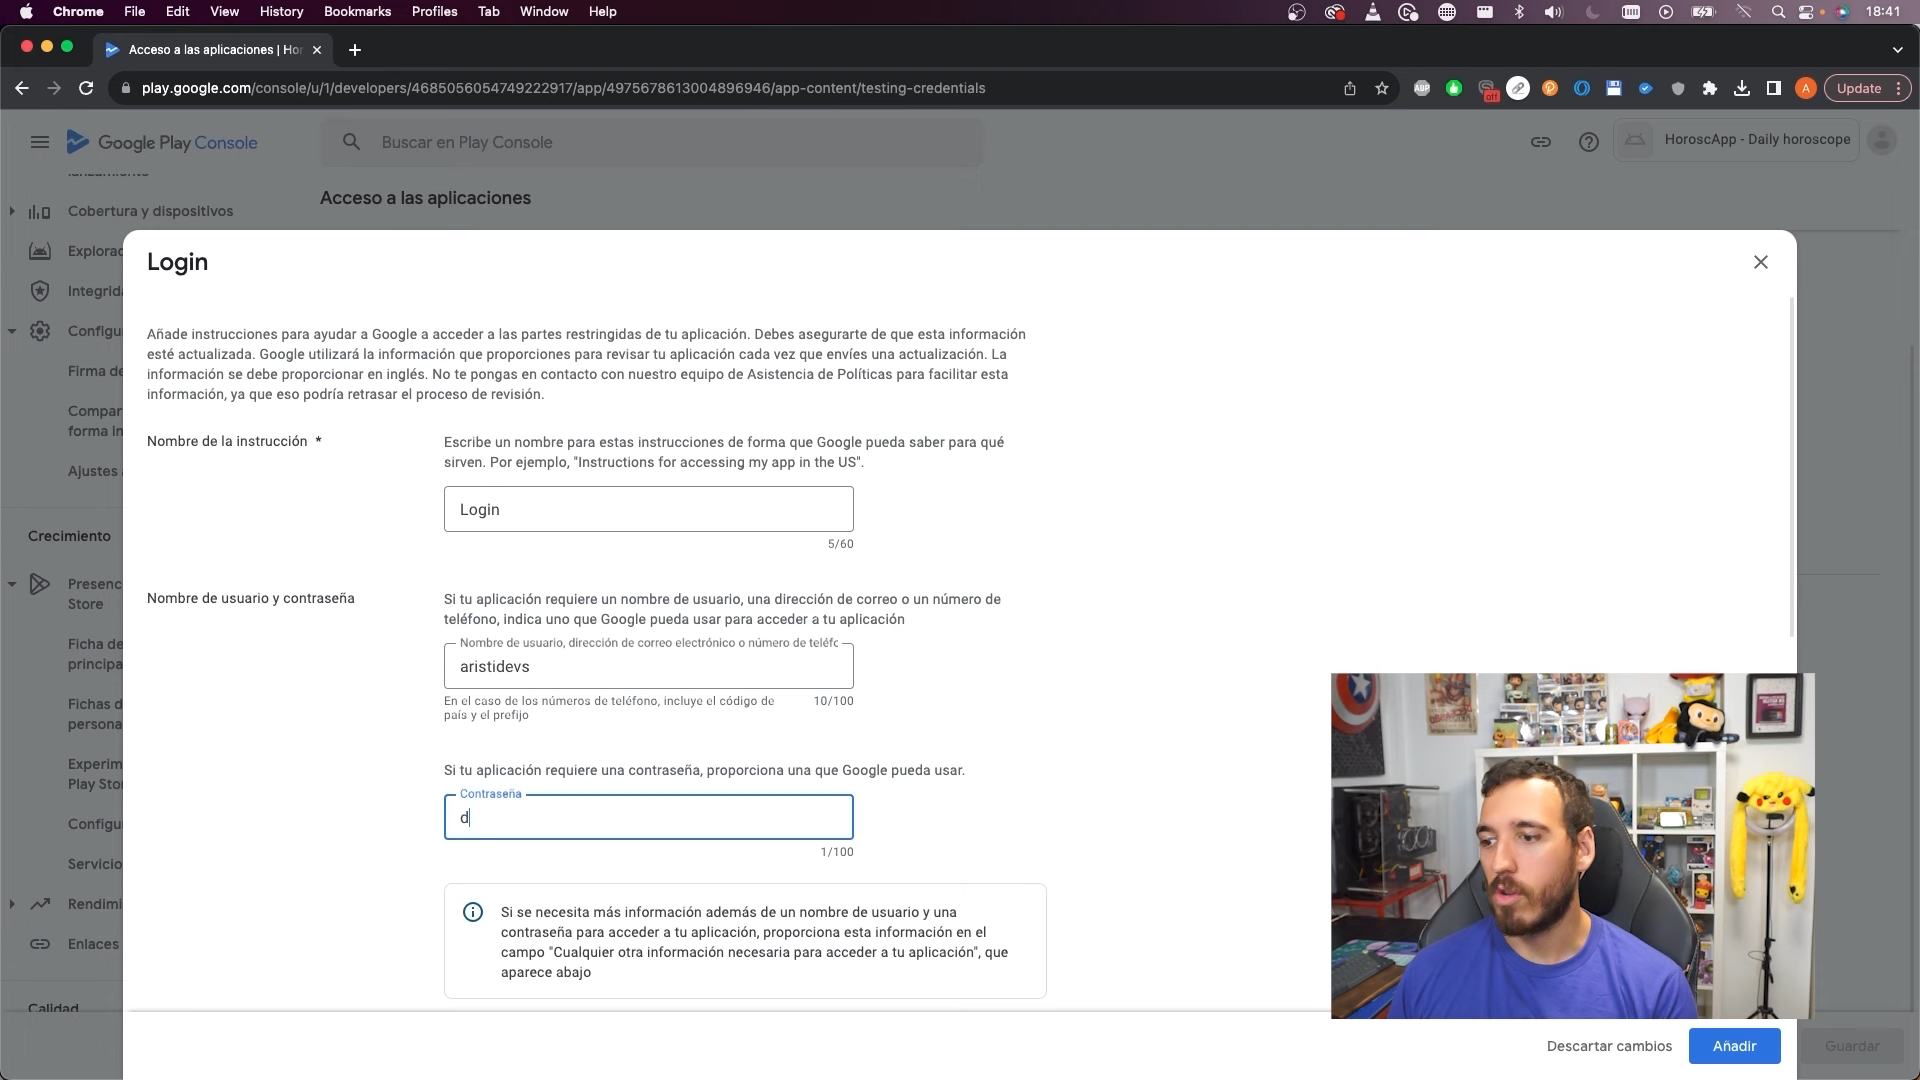 Chrome File Edit View History Bookmarks Profiles Tab Window Help 18:41
Acceso a las aplicaciones | Hor
play.google.com/console/u/1/developers/4685056054749222917/app/4975678613004896946/app-content/testing-credentials
ABP off A Update
Google Play Console
Buscar en Play Console
HoroscApp - Daily horoscope
lanzamiento
Acceso a las aplicaciones
Cobertura y dispositivos
Explorac
Integrida
Configu
Firma de
Compar
forma in
Ajustes
Crecimiento
Presenc
Store
Ficha de
principa
Fichas d
persona
Experim
Play Sto
Configu
Servicio
Rendimi
Enlaces
Calidad
Login
Añade instrucciones para ayudar a Google a acceder a las partes restringidas de tu aplicación. Debes asegurarte de que esta información
esté actualizada. Google utilizará la información que proporciones para revisar tu aplicación cada vez que envíes una actualización. La
información se debe proporcionar en inglés. No te pongas en contacto con nuestro equipo de Asistencia de Políticas para facilitar esta
información, ya que eso podría retrasar el proceso de revisión.
Nombre de la instrucción *
Escribe un nombre para estas instrucciones de forma que Google pueda saber para qué
sirven. Por ejemplo, "Instructions for accessing my app in the US".
Login
5/60
Nombre de usuario y contraseña
Si tu aplicación requiere un nombre de usuario, una dirección de correo o un número de
teléfono, indica uno que Google pueda usar para acceder a tu aplicación
Nombre de usuario, dirección de correo electrónico o número de teléfc
aristidevs
En el caso de los números de teléfono, incluye el código de
país y el prefijo
10/100
Si tu aplicación requiere una contraseña, proporciona una que Google pueda usar.
Contraseña
d
1/100
Si se necesita más información además de un nombre de usuario y una
contraseña para acceder a tu aplicación, proporciona esta información en el
campo "Cualquier otra información necesaria para acceder a tu aplicación", que
aparece abajo
Descartar cambios
Añadir
Guardar